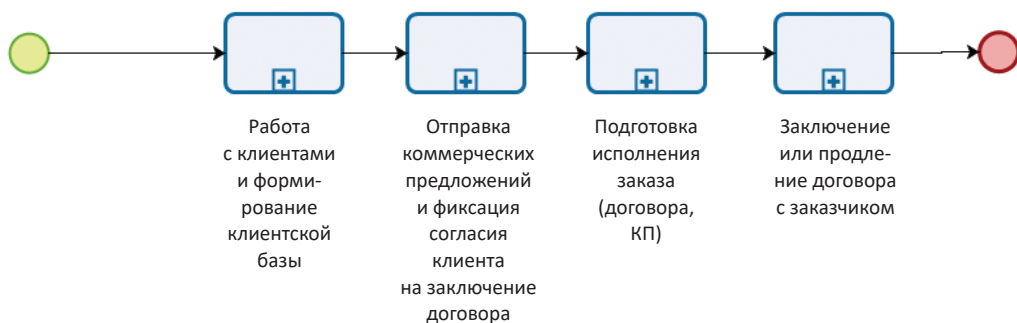 Работа
с клиентами
и форми-
рование
клиентской
базы
Отправка
коммерческих
предложений
и фиксация
согласия
клиента
на заключение
договора
Подготовка
исполнения
заказа
(договора,
КП)
Заключение
или продле-
ние договора
с заказчиком